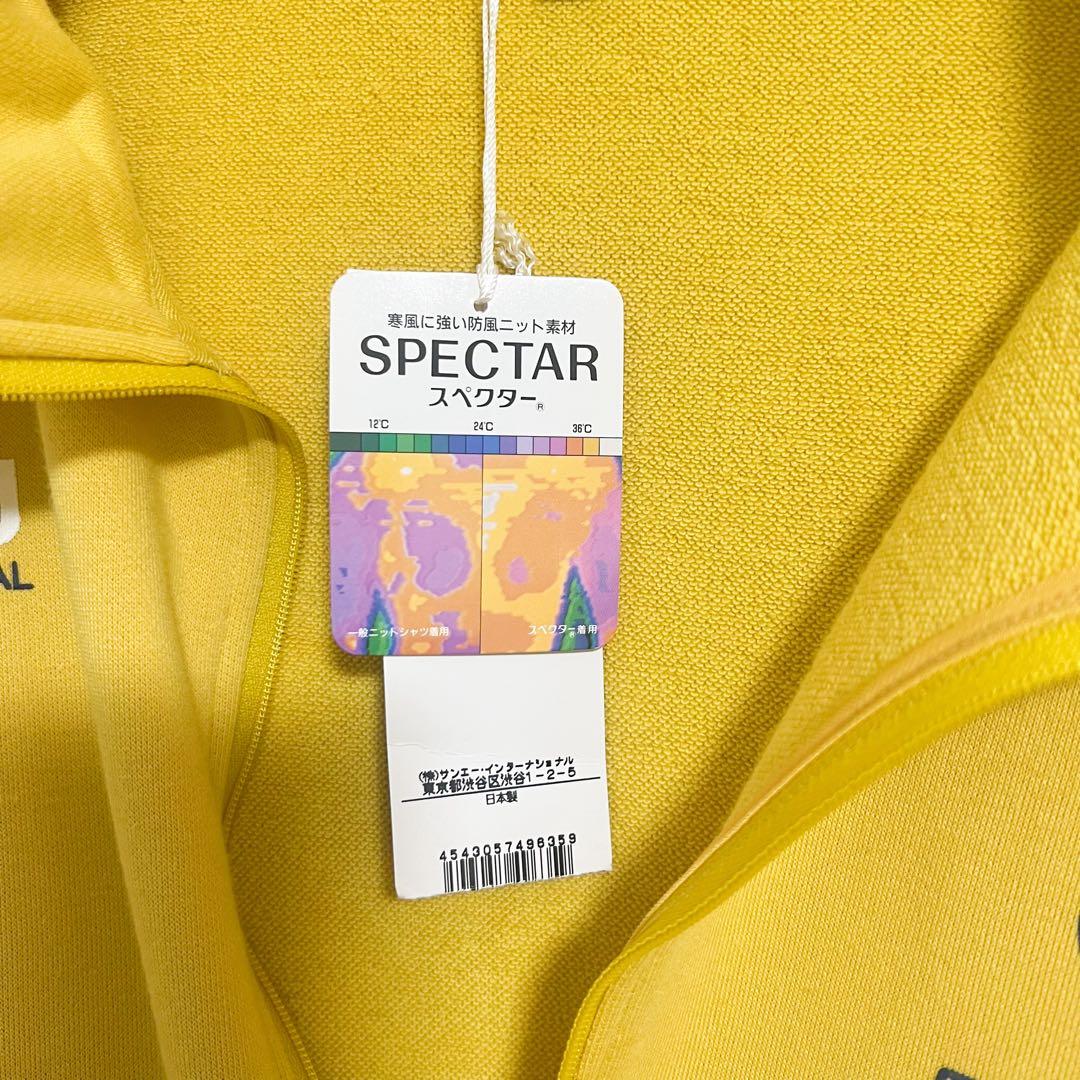 寒風に強い防風ニット素材
SPECTAR
スペクター®
12℃ 24℃ 36℃
一般ニットシャツ着用
スペクター®着用
(株)サンエー・インターナショナル
東京都渋谷区渋谷1-2-5
日本製
4543057496359
AL